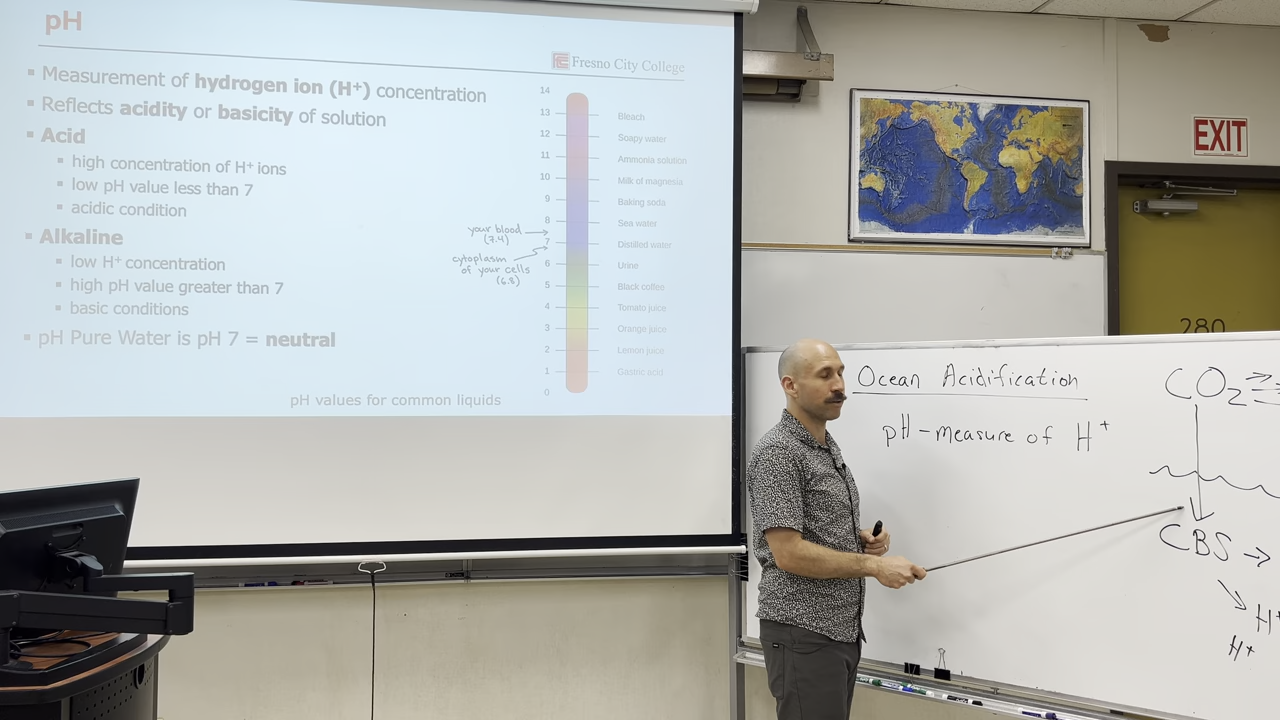 pH
Fresno City College
▪ Measurement of hydrogen ion (H⁺) concentration
▪ Reflects acidity or basicity of solution
▪ Acid
▪ high concentration of H⁺ ions
▪ low pH value less than 7
▪ acidic condition
▪ Alkaline
▪ low H⁺ concentration
▪ high pH value greater than 7
▪ basic conditions
▪ pH Pure Water is pH 7 = neutral
your blood
(7.4)
cytoplasm
of your cells
(6.8)
14
13 Bleach
12 Soapy water
11 Ammonia solution
10 Milk of magnesia
9 Baking soda
8 Sea water
7 Distilled water
6 Urine
5 Black coffee
4 Tomato juice
3 Orange juice
2 Lemon juice
1 Gastric acid
0
pH values for common liquids
EXIT
280
Ocean Acidification
pH - measure of H⁺
CO₂
CBS →
H⁺
H⁺